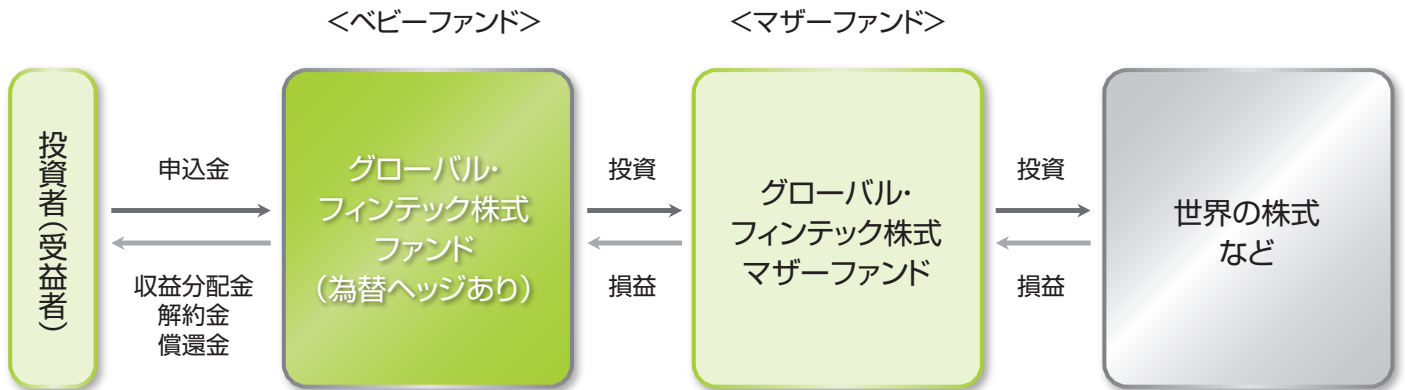 ＜ベビーファンド＞
＜マザーファンド＞
投資者（受益者）
申込金
収益分配金
解約金
償還金
グローバル・
フィンテック株式
ファンド
（為替ヘッジあり）
投資
損益
グローバル・
フィンテック株式
マザーファンド
投資
損益
世界の株式
など